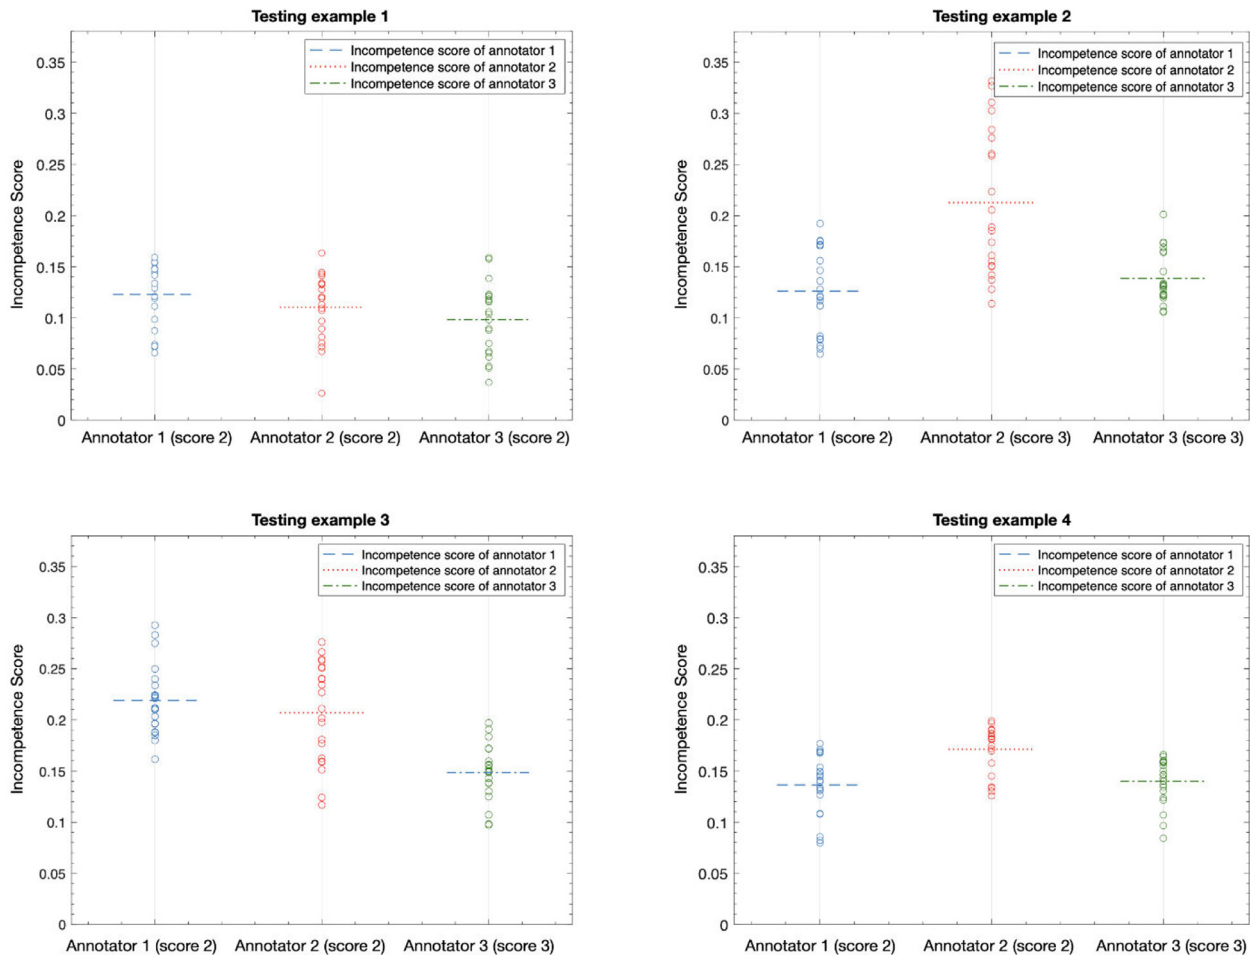 Testing example 1
Incompetence score of annotator 1
Incompetence score of annotator 2
Incompetence score of annotator 3
0.35
0.3
0.25
0.2
0.15
0.1
0.05
0
Incompetence Score
Annotator 1 (score 2) Annotator 2 (score 2) Annotator 3 (score 2)
Testing example 2
Incompetence score of annotator 1
Incompetence score of annotator 2
Incompetence score of annotator 3
0.35
0.3
0.25
0.2
0.15
0.1
0.05
0
Incompetence Score
Annotator 1 (score 2) Annotator 2 (score 3) Annotator 3 (score 3)
Testing example 3
Incompetence score of annotator 1
Incompetence score of annotator 2
Incompetence score of annotator 3
0.35
0.3
0.25
0.2
0.15
0.1
0.05
0
Incompetence Score
Annotator 1 (score 2) Annotator 2 (score 2) Annotator 3 (score 3)
Testing example 4
Incompetence score of annotator 1
Incompetence score of annotator 2
Incompetence score of annotator 3
0.35
0.3
0.25
0.2
0.15
0.1
0.05
0
Incompetence Score
Annotator 1 (score 2) Annotator 2 (score 2) Annotator 3 (score 3)